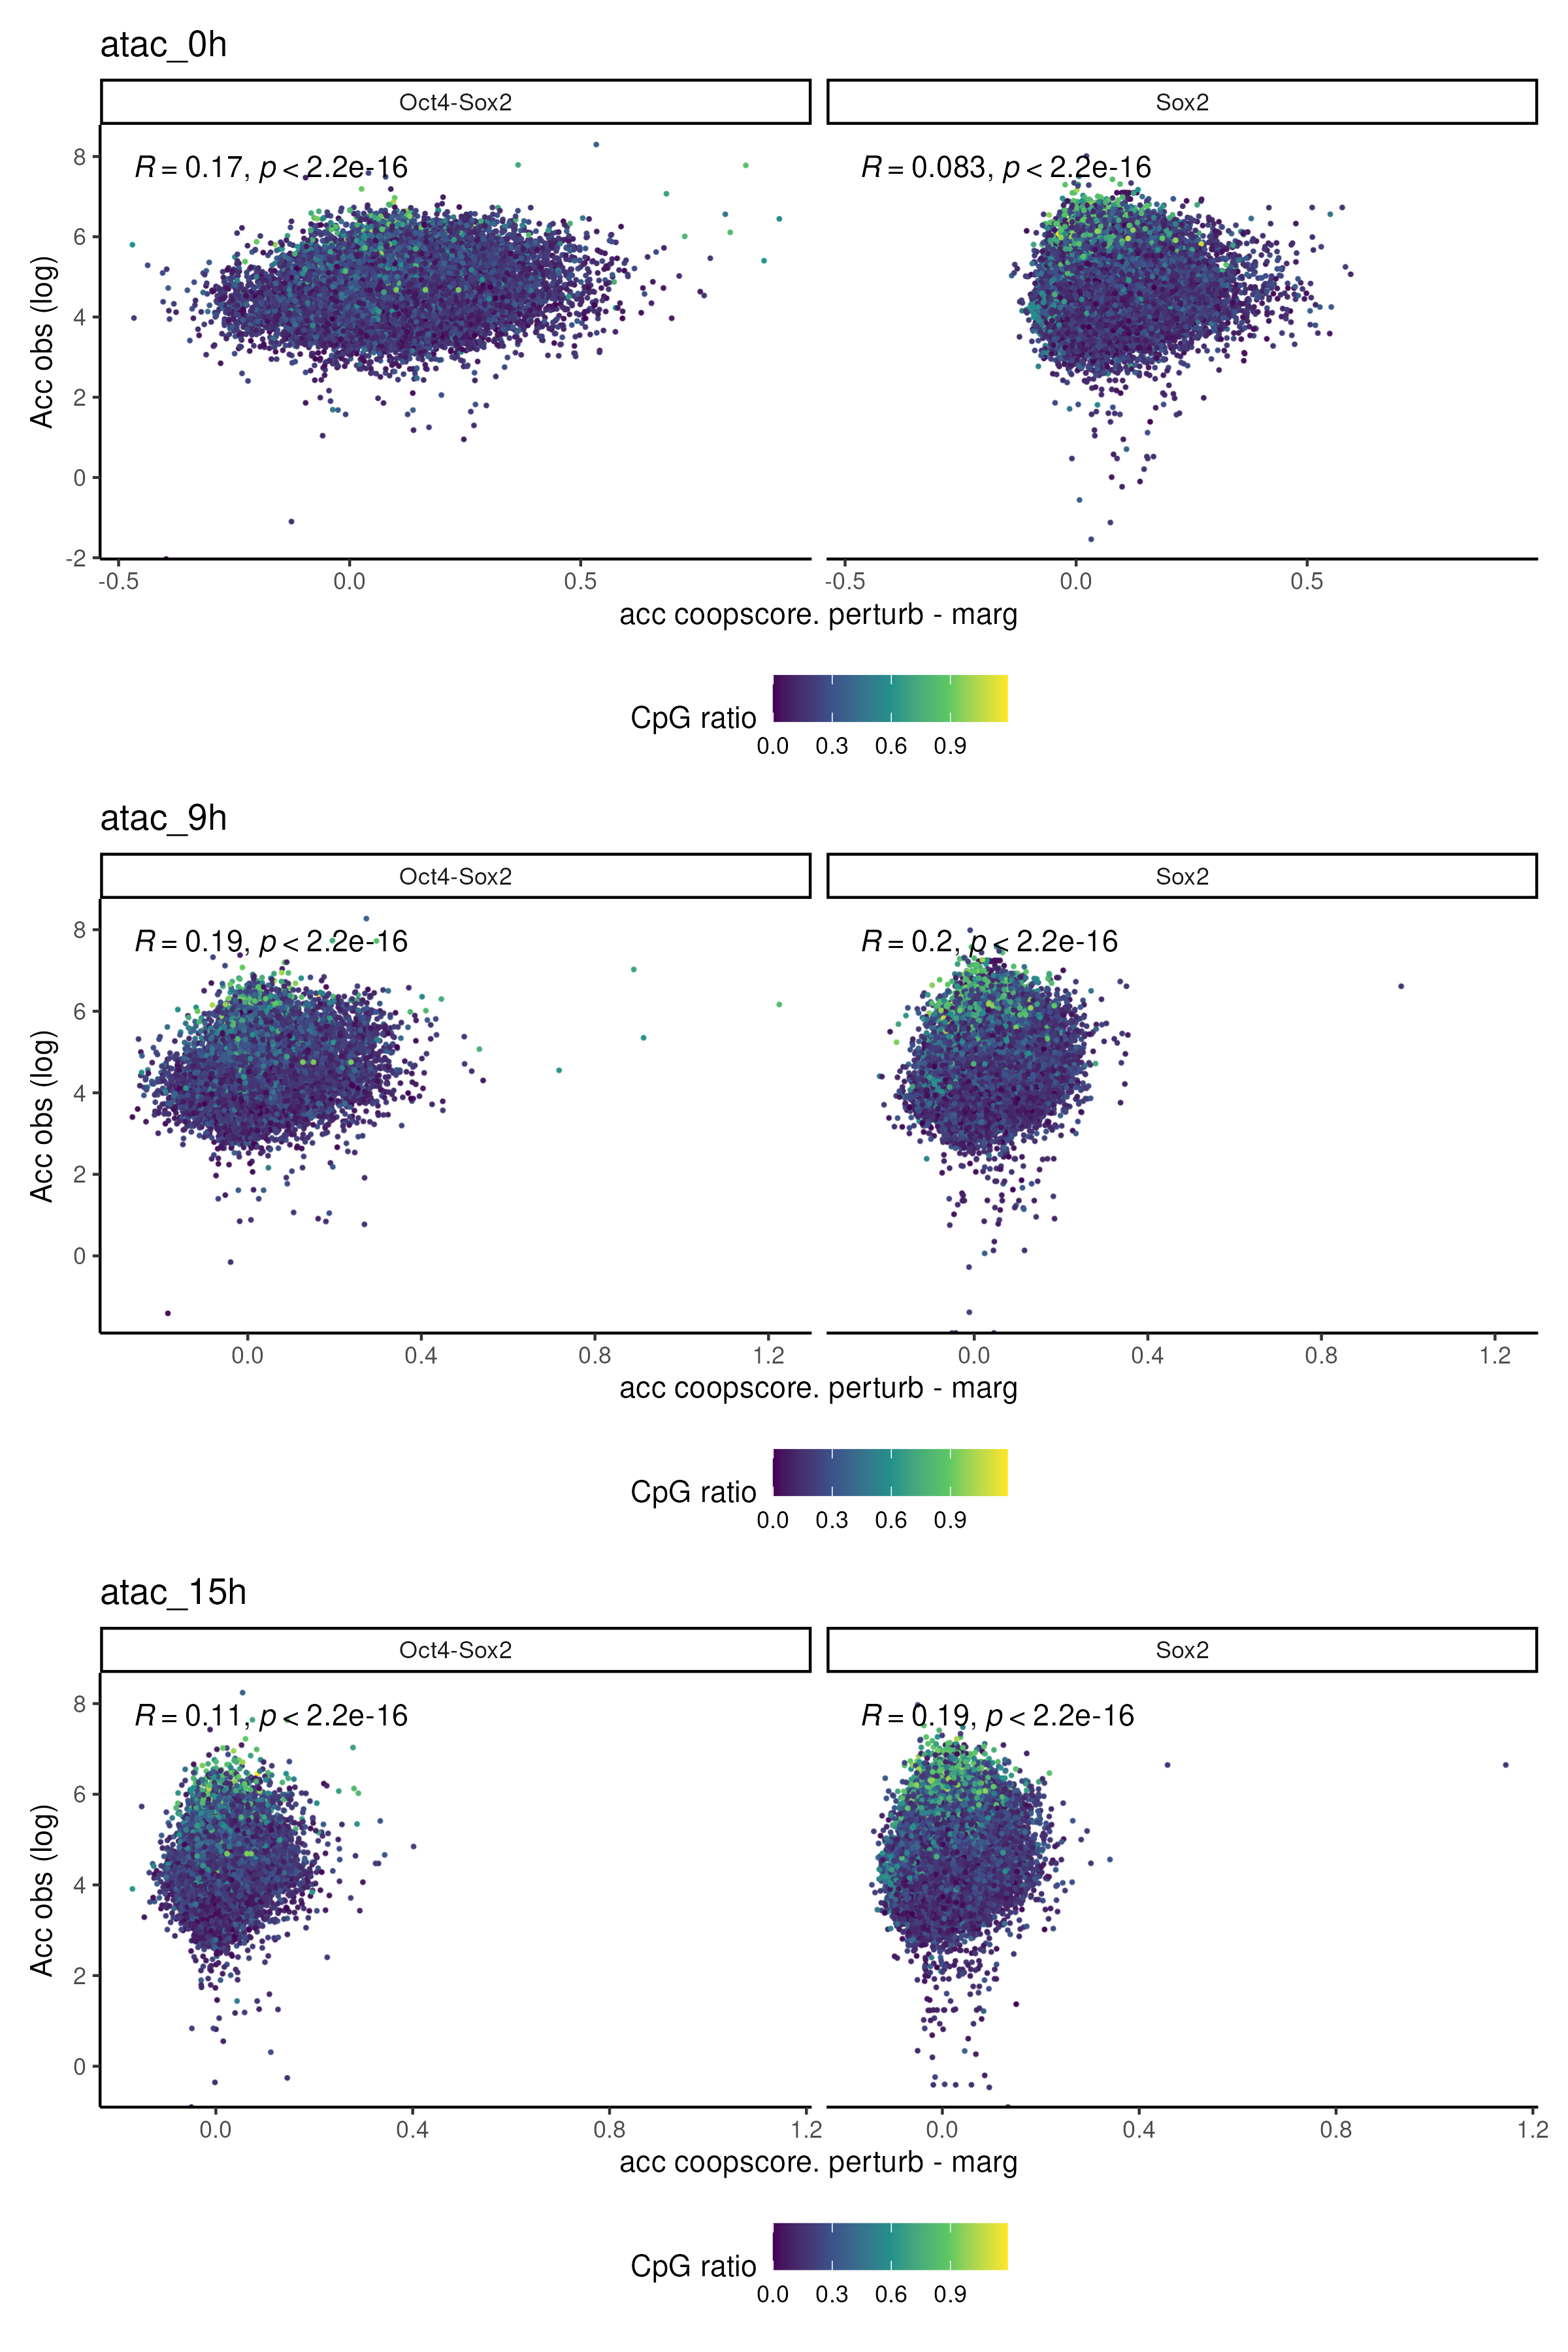 atac_0h
Oct4-Sox2 Sox2
R = 0.17, p < 2.2e-16 R = 0.083, p < 2.2e-16
8
6
4
2
0
-2
Acc obs (log)
-0.5 0.0 0.5 -0.5 0.0 0.5
acc coopscore. perturb - marg
CpG ratio
0.0 0.3 0.6 0.9
atac_9h
Oct4-Sox2 Sox2
R = 0.19, p < 2.2e-16 R = 0.2, p < 2.2e-16
8
6
4
2
0
Acc obs (log)
0.0 0.4 0.8 1.2 0.0 0.4 0.8 1.2
acc coopscore. perturb - marg
CpG ratio
0.0 0.3 0.6 0.9
atac_15h
Oct4-Sox2 Sox2
R = 0.11, p < 2.2e-16 R = 0.19, p < 2.2e-16
8
6
4
2
0
Acc obs (log)
0.0 0.4 0.8 1.2 0.0 0.4 0.8 1.2
acc coopscore. perturb - marg
CpG ratio
0.0 0.3 0.6 0.9